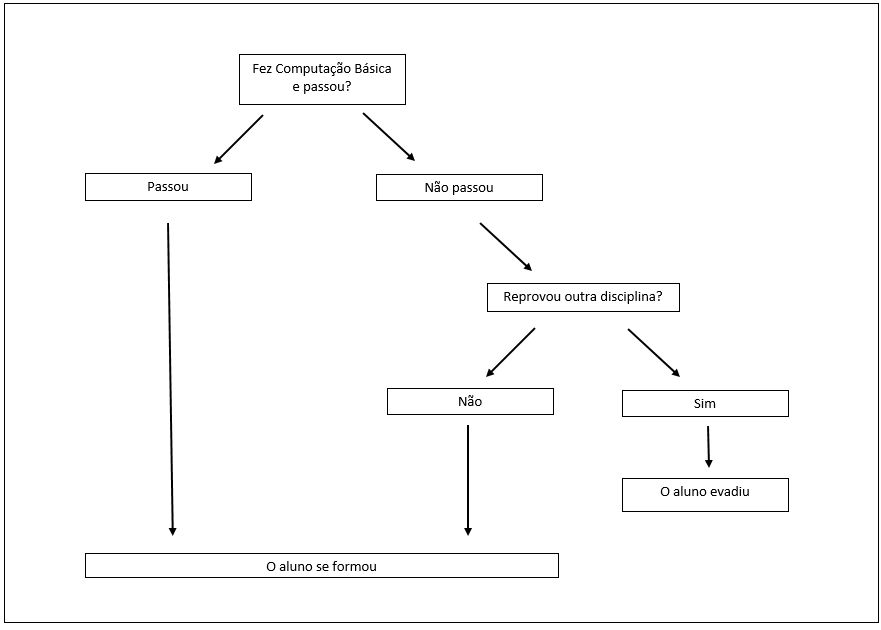 Fez Computação Básica
e passou?
Passou
Não passou
Reprovou outra disciplina?
Não
Sim
O aluno evadiu
O aluno se formou